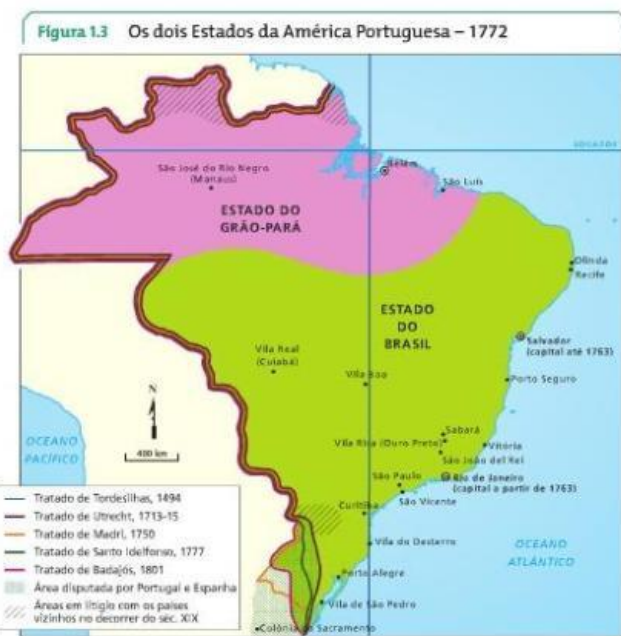 Figura 1.3 Os dois Estados da América Portuguesa – 1772
EQUADOR
São José do Rio Negro
(Manaus)
Belém
São Luís
ESTADO DO
GRÃO-PARÁ
Olinda
Recife
ESTADO
DO
BRASIL
Salvador
(capital até 1763)
Vila Real
(Cuiabá)
Vila Boa
Porto Seguro
N
400 km
Sabará
Vila Rica (Ouro Preto)
Vitória
São João del Rei
OCEANO
PACÍFICO
São Paulo
Rio de Janeiro
(capital a partir de 1763)
São Vicente
Curitiba
Vila do Desterro
OCEANO
ATLÂNTICO
Porto Alegre
Vila de São Pedro
Colônia do Sacramento
Tratado de Tordesilhas, 1494
Tratado de Utrecht, 1713-15
Tratado de Madri, 1750
Tratado de Santo Idelfonso, 1777
Tratado de Badajós, 1801
Área disputada por Portugal e Espanha
Áreas em litígio com os países
vizinhos no decorrer do séc. XIX